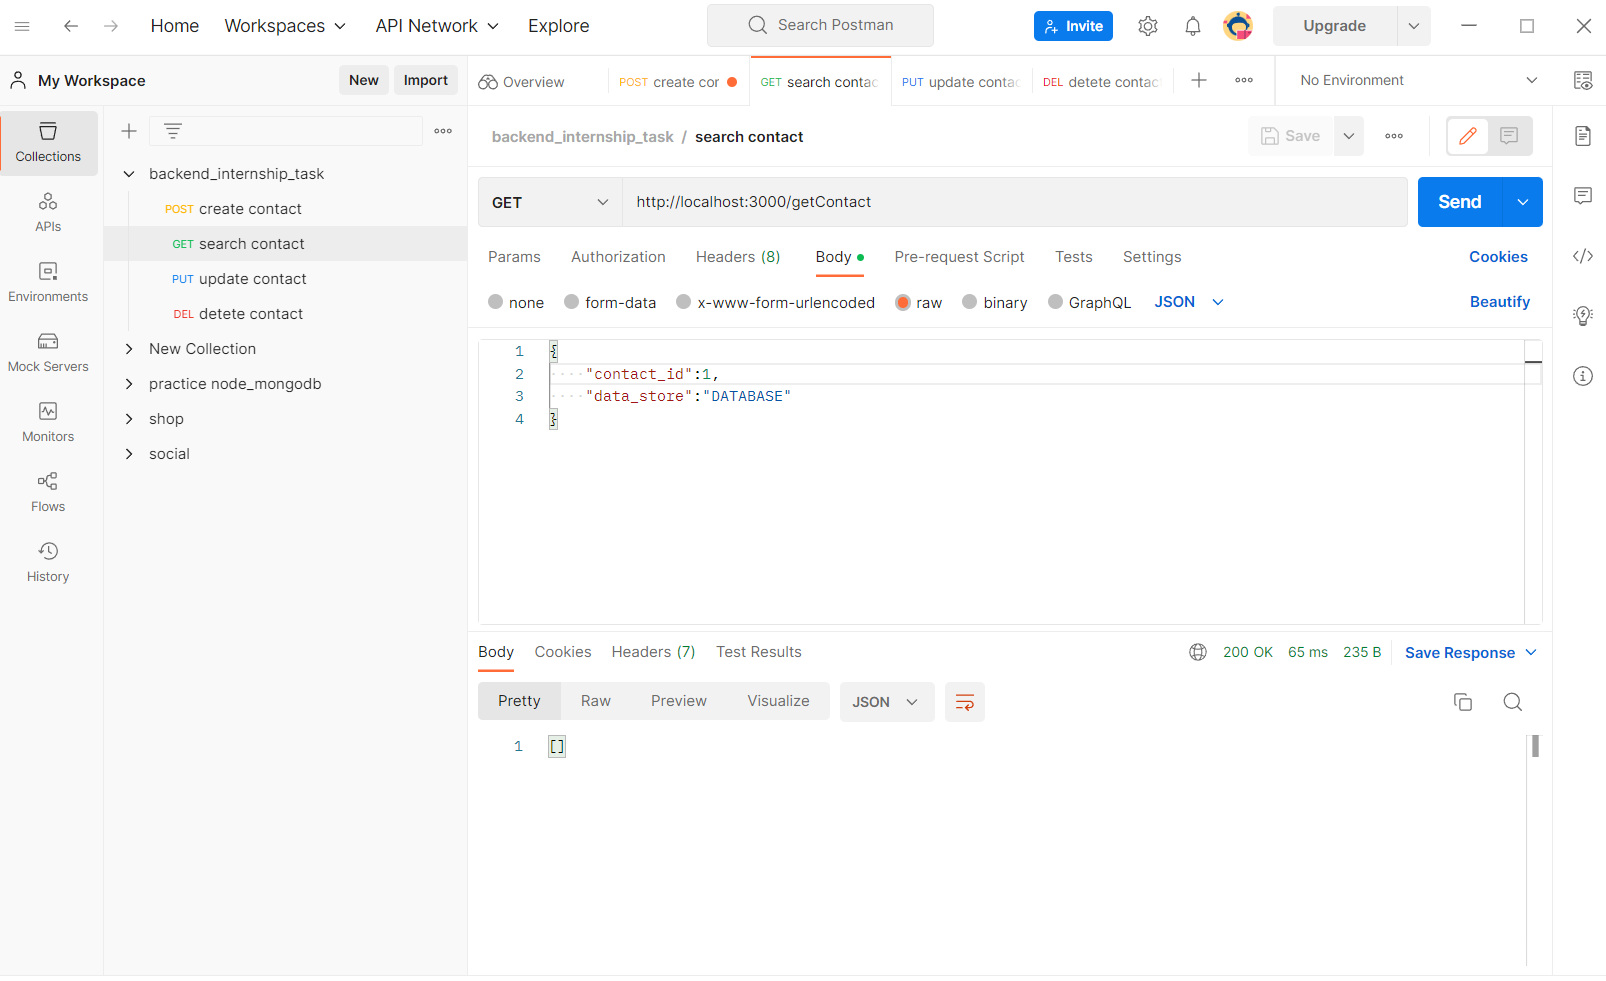 Home Workspaces API Network Explore Search Postman Invite Upgrade
My Workspace New Import Overview POST create cor GET search contac PUT update contac DEL detete contac No Environment
Collections
APIs
Environments
Mock Servers
Monitors
Flows
History
backend_internship_task
POST create contact
GET search contact
PUT update contact
DEL detete contact
New Collection
practice node_mongodb
shop
social
backend_internship_task / search contact Save
GET http://localhost:3000/getContact Send
Params Authorization Headers (8) Body Pre-request Script Tests Settings Cookies
none form-data x-www-form-urlencoded raw binary GraphQL JSON Beautify
1 {
2 "contact_id":1,
3 "data_store":"DATABASE"
4 }
Body Cookies Headers (7) Test Results 200 OK 65 ms 235 B Save Response
Pretty Raw Preview Visualize JSON
1 []